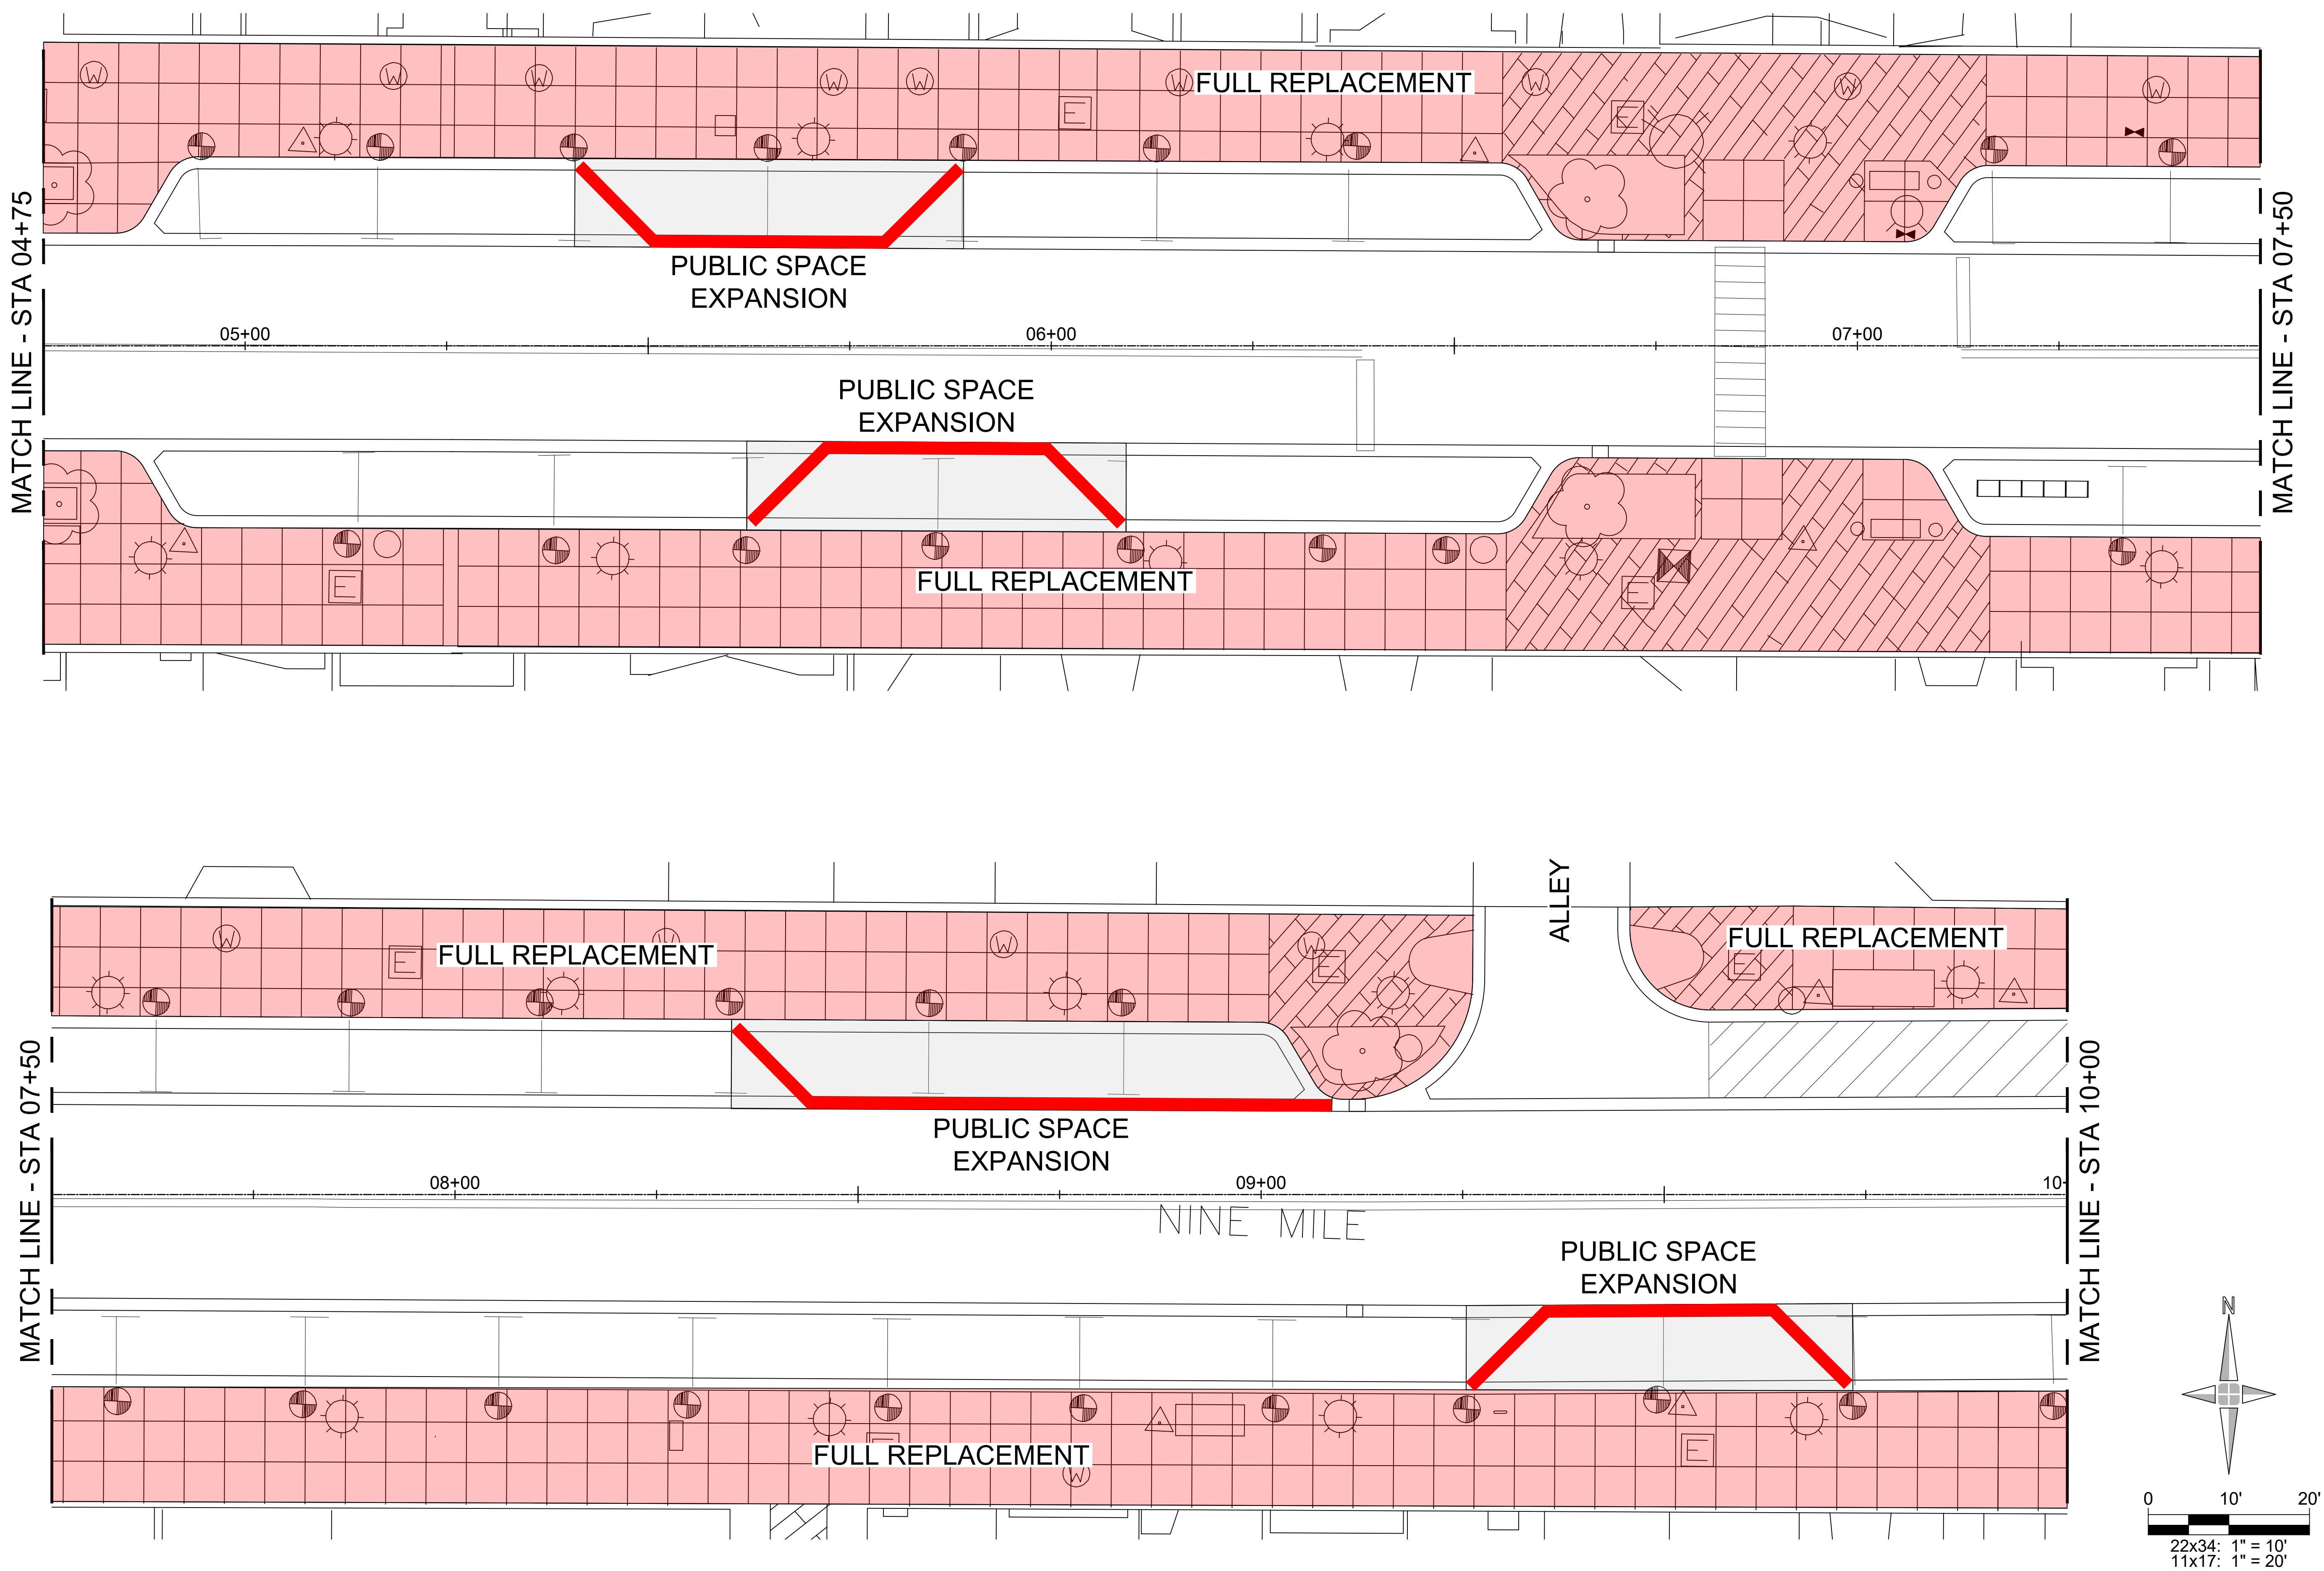 W W W W W W FULL REPLACEMENT W W W
E E
MATCH LINE - STA 04+75
MATCH LINE - STA 07+50
PUBLIC SPACE
EXPANSION
05+00 06+00 07+00
PUBLIC SPACE
EXPANSION
E FULL REPLACEMENT E
ALLEY
W W W W
E FULL REPLACEMENT E E FULL REPLACEMENT
MATCH LINE - STA 07+50
MATCH LINE - STA 10+00
PUBLIC SPACE
EXPANSION
08+00 09+00 10
NINE MILE
PUBLIC SPACE
EXPANSION
FULL REPLACEMENT E
W
N
0 10' 20'
22x34: 1" = 10'
11x17: 1" = 20'